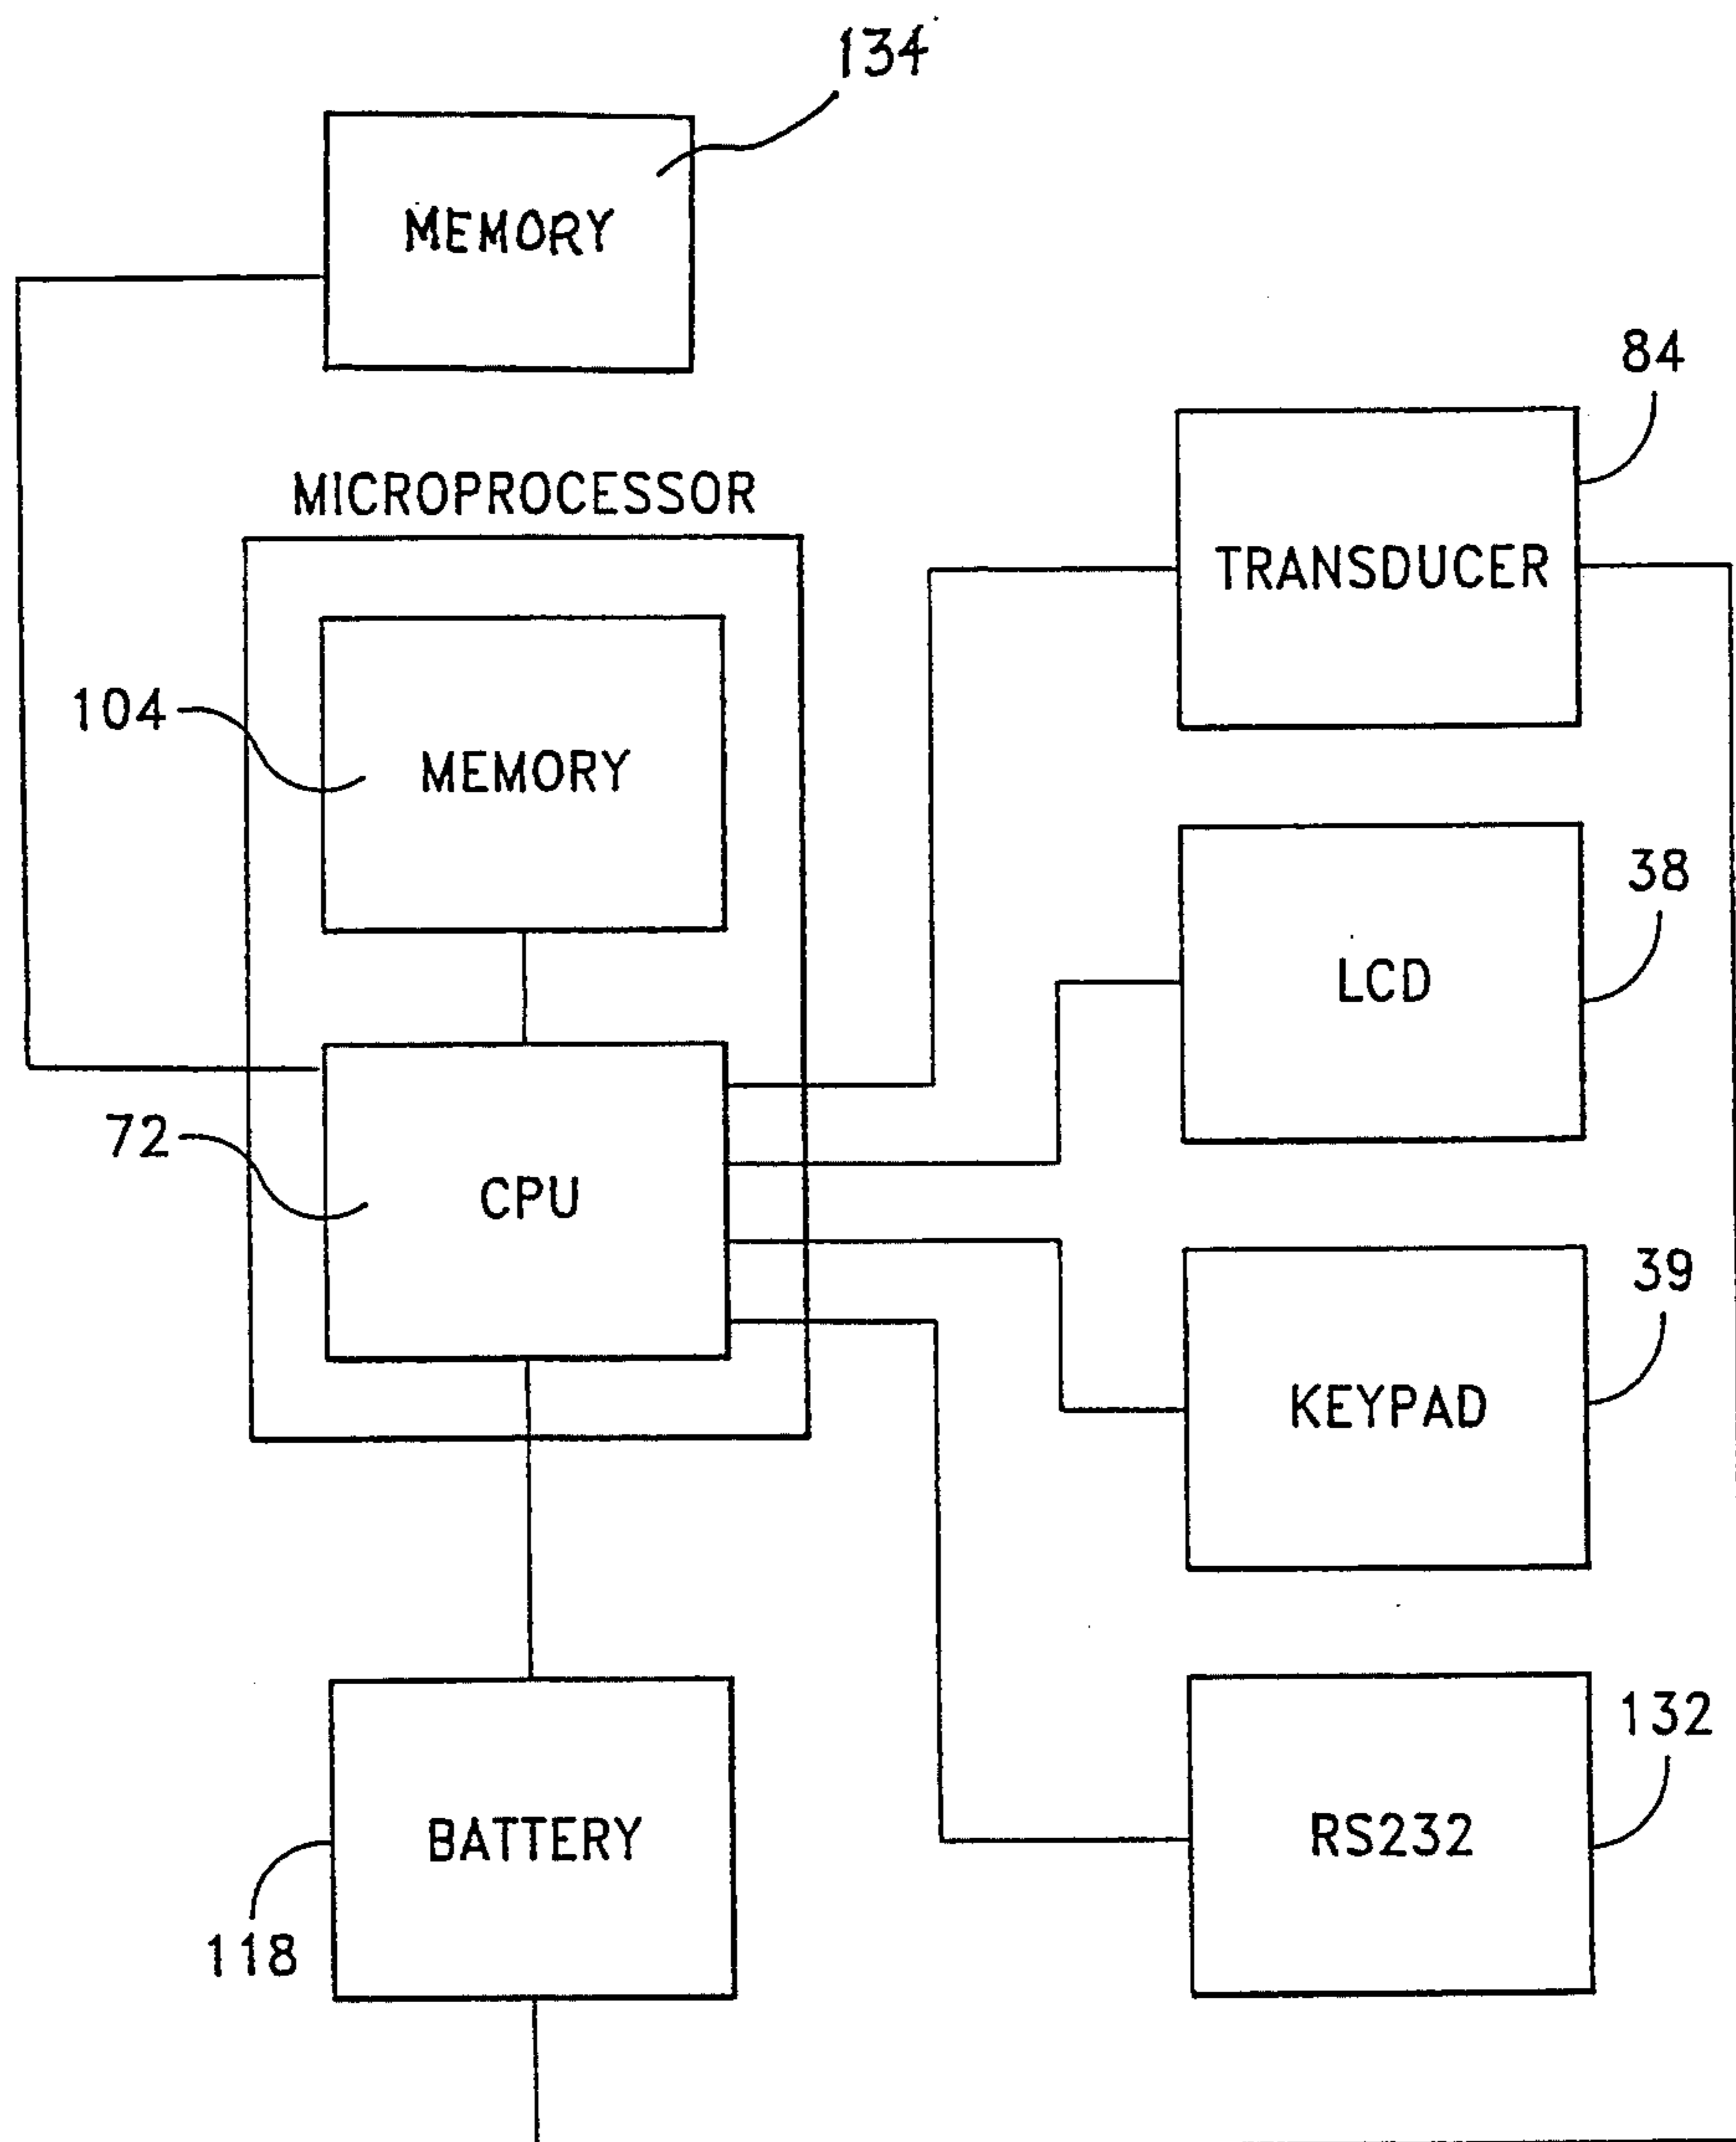 134
MEMORY
84
MICROPROCESSOR
TRANSDUCER
104
MEMORY
38
LCD
72
CPU
39
KEYPAD
132
BATTERY
RS232
118